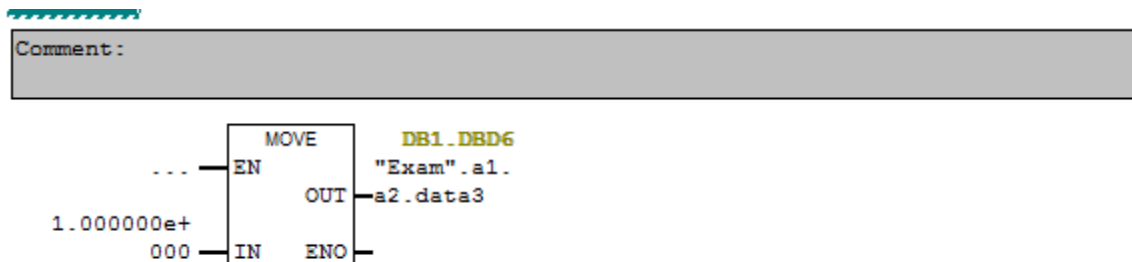 Comment:
MOVE
DB1.DBD6
... EN
"Exam".a1.
OUT
a2.data3
1.000000e+
000
IN
ENO